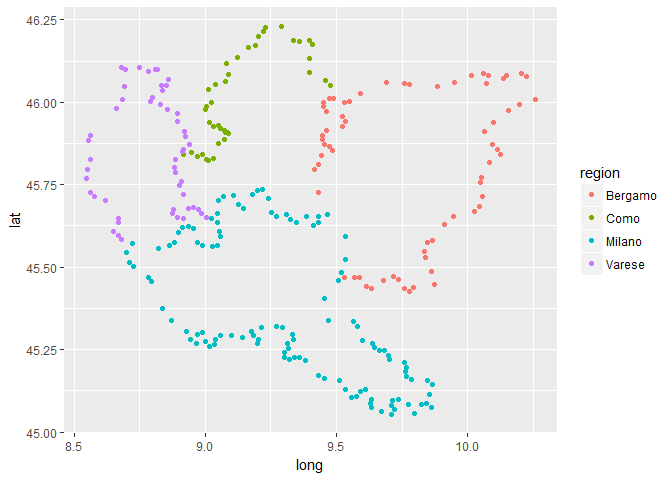 46.25
46.00
45.75
45.50
45.25
45.00
lat
8.5
9.0
9.5
10.0
long
region
Bergamo
Como
Milano
Varese